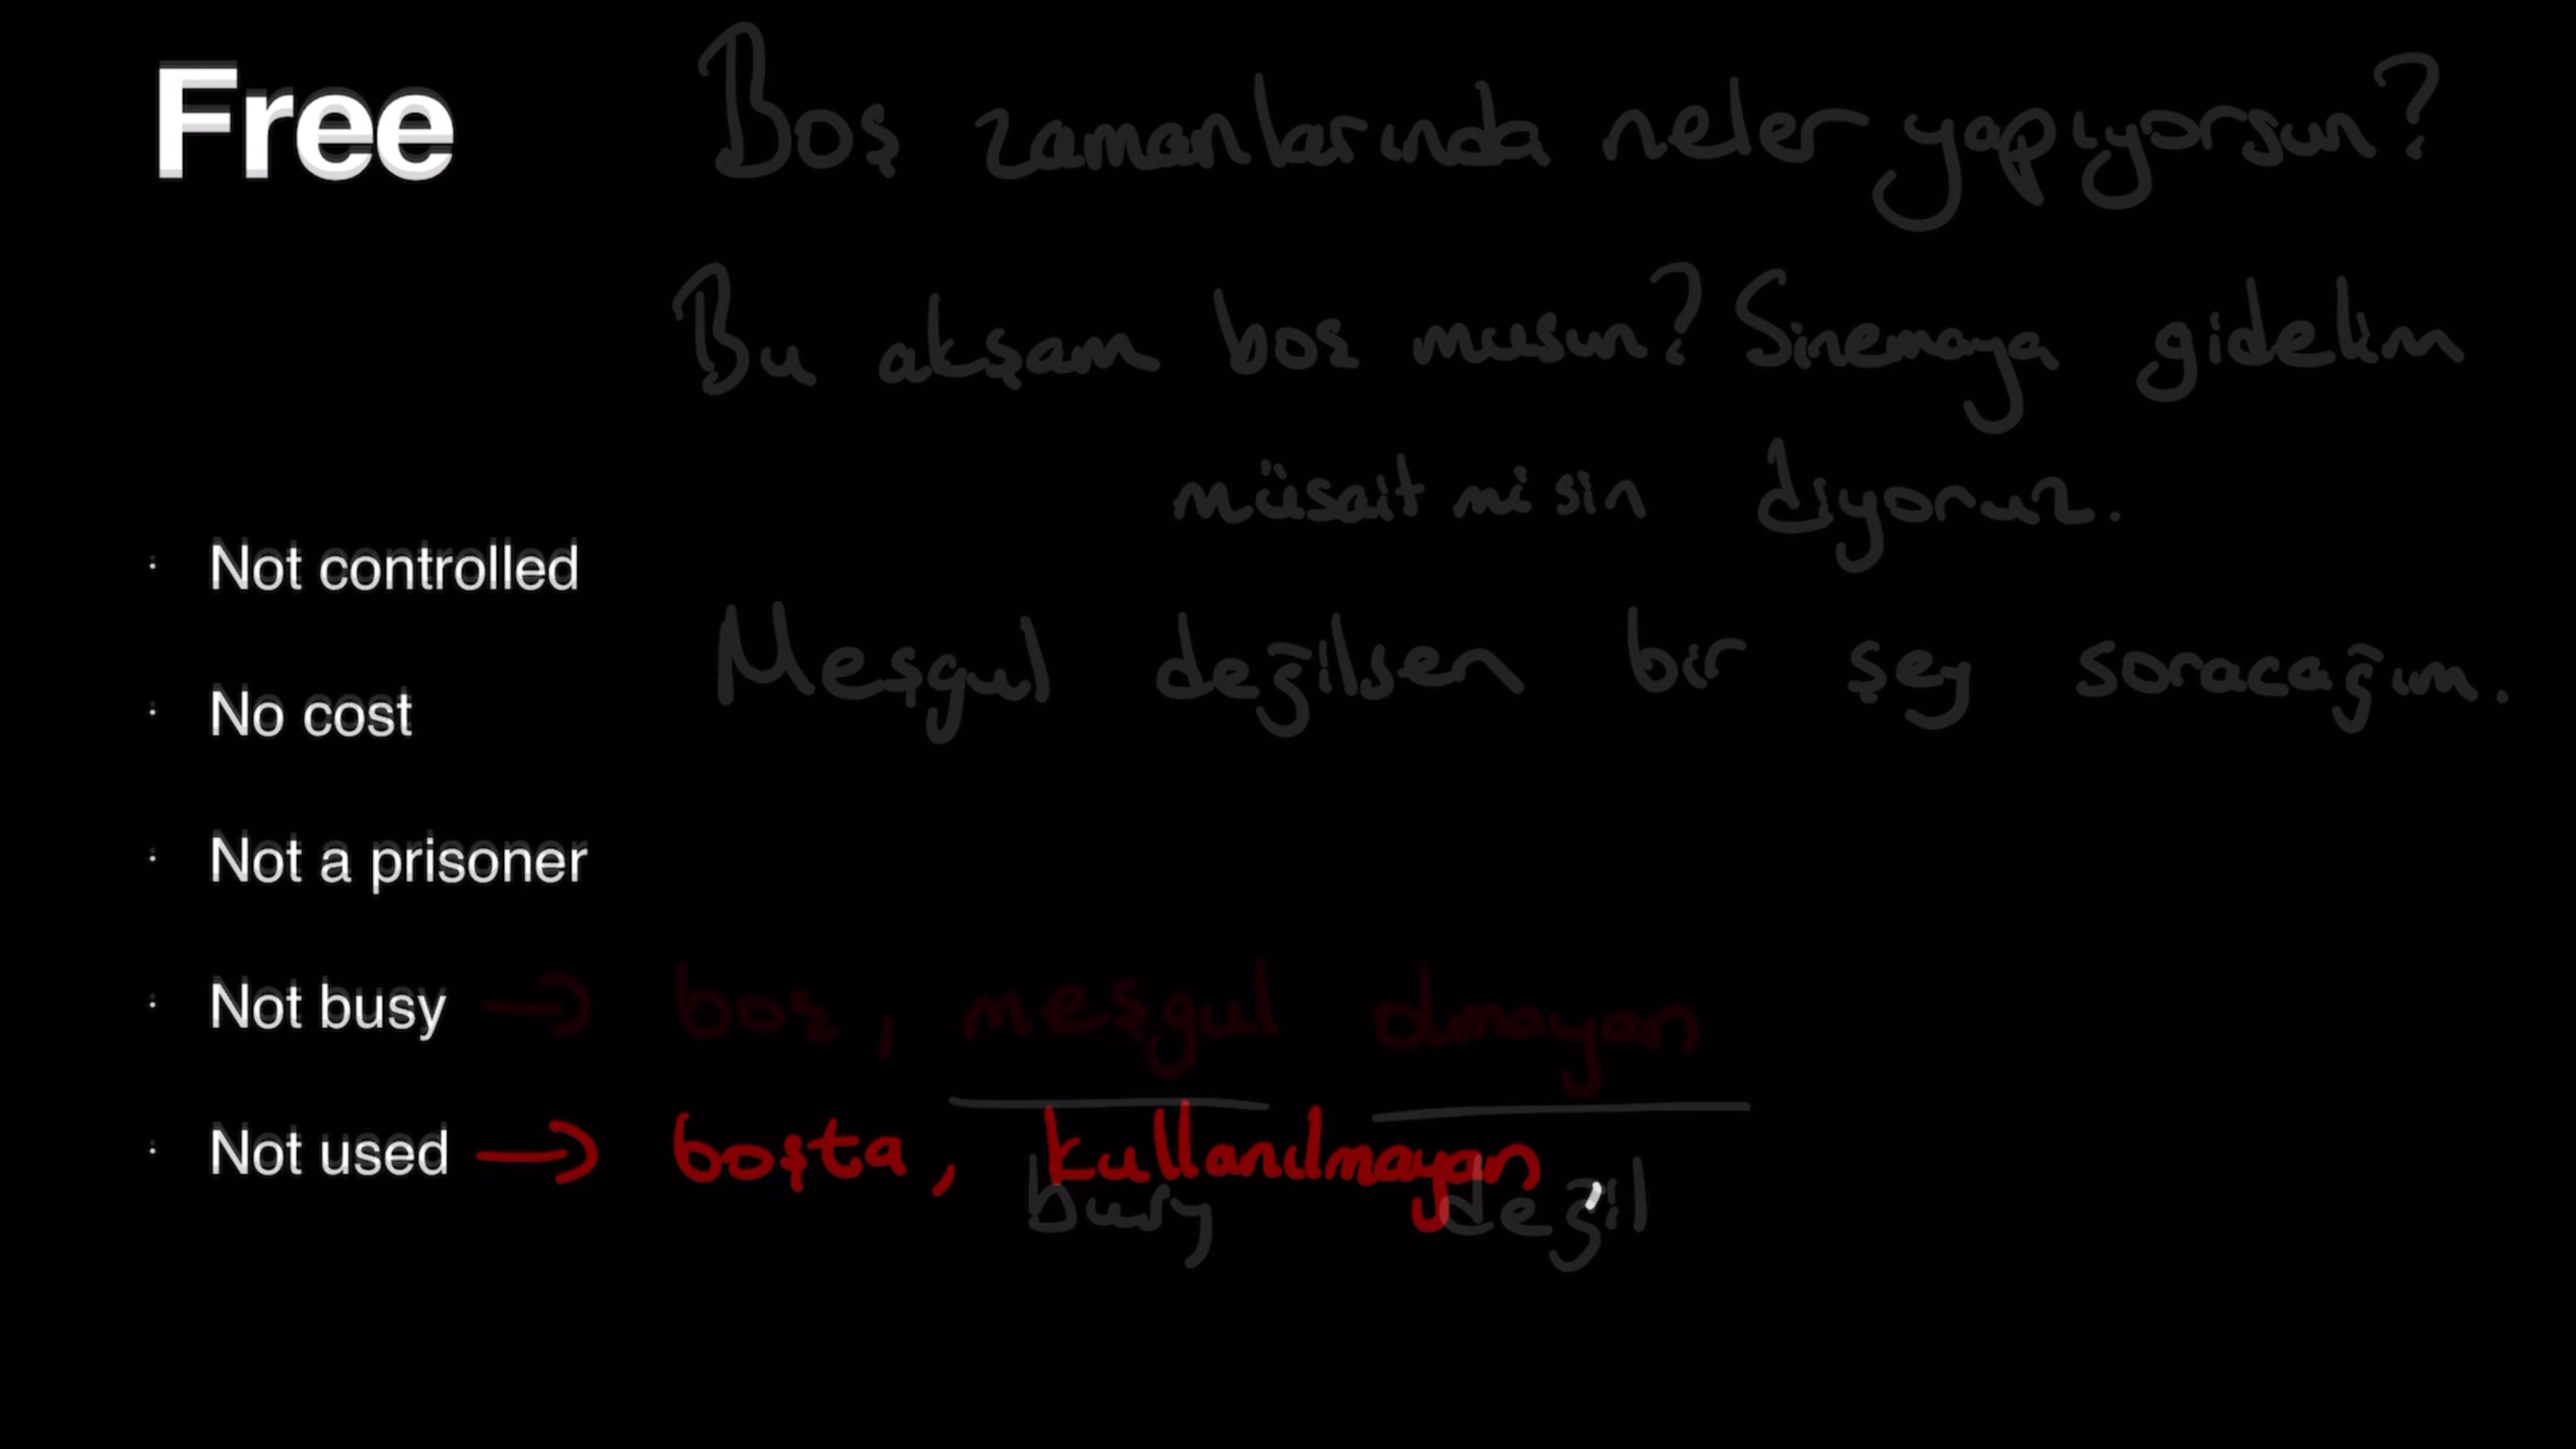 Free
Boş zamanlarında neler yapıyorsun?
Bu akşam boş musun? Sinemaya gidelim
müsait misin diyoruz.
Not controlled
Meşgul değilsen bir şey soracağım.
No cost
Not a prisoner
Not busy → boş, meşgul olmayan
Not used → boşta, kullanılmayan,
busy değil